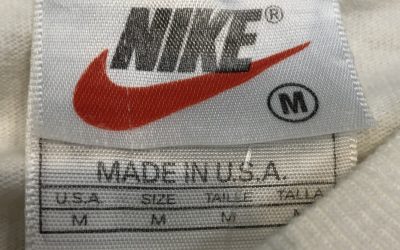 NIKE®
M
MADE IN U.S.A.
U.S.A SIZE TAILLE TALLA
M M M M